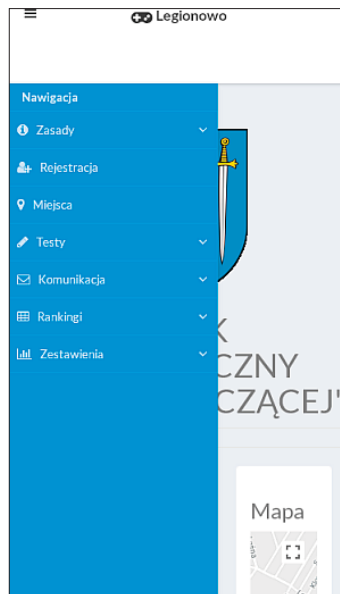 Legionowo
Nawigacja
Zasady
Rejestracja
Miejsca
Testy
Komunikacja
Rankingi
Zestawienia
K
CZNY
CZĄCEJ"
Mapa